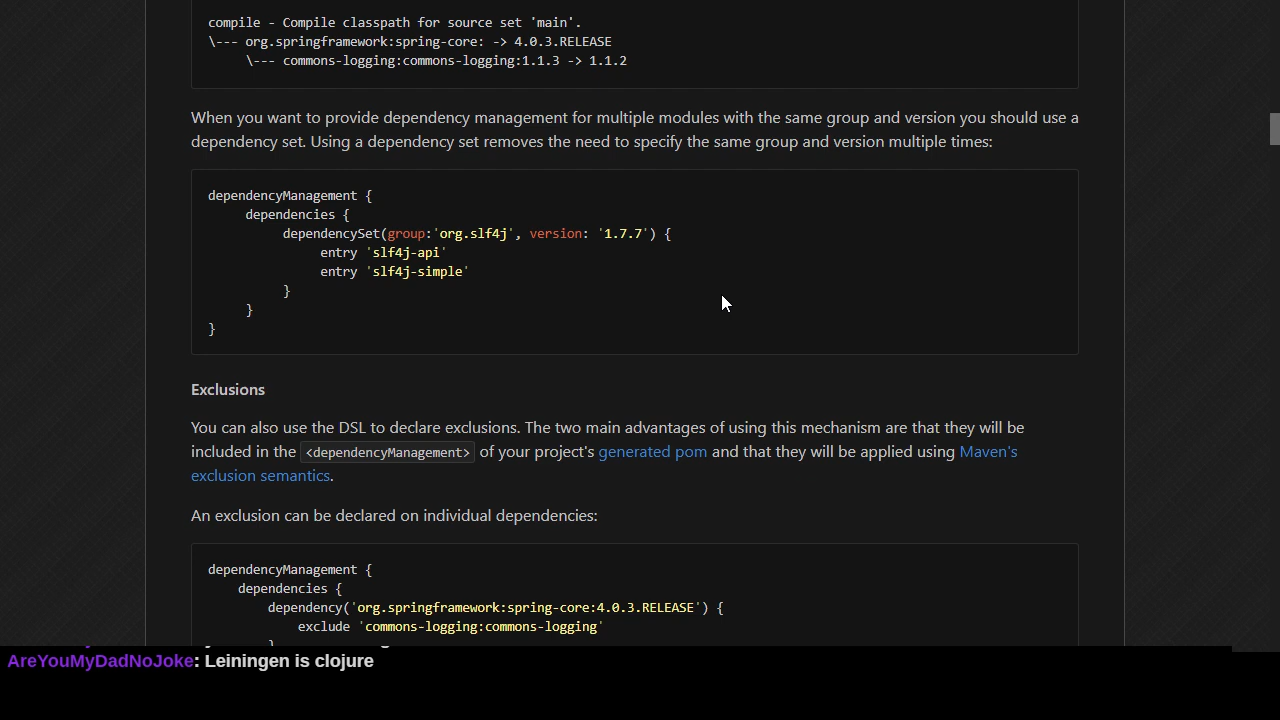 compile - Compile classpath for source set 'main'.
\--- org.springframework:spring-core: -> 4.0.3.RELEASE
     \--- commons-logging:commons-logging:1.1.3 -> 1.1.2
When you want to provide dependency management for multiple modules with the same group and version you should use a
dependency set. Using a dependency set removes the need to specify the same group and version multiple times:
dependencyManagement {
     dependencies {
          dependencySet(group:'org.slf4j', version: '1.7.7') {
               entry 'slf4j-api'
               entry 'slf4j-simple'
          }
     }
}
Exclusions
You can also use the DSL to declare exclusions. The two main advantages of using this mechanism are that they will be
included in the <dependencyManagement> of your project's generated pom and that they will be applied using Maven's
exclusion semantics.
An exclusion can be declared on individual dependencies:
dependencyManagement {
    dependencies {
        dependency('org.springframework:spring-core:4.0.3.RELEASE') {
            exclude 'commons-logging:commons-logging'
        }
AreYouMyDadNoJoke: Leiningen is clojure